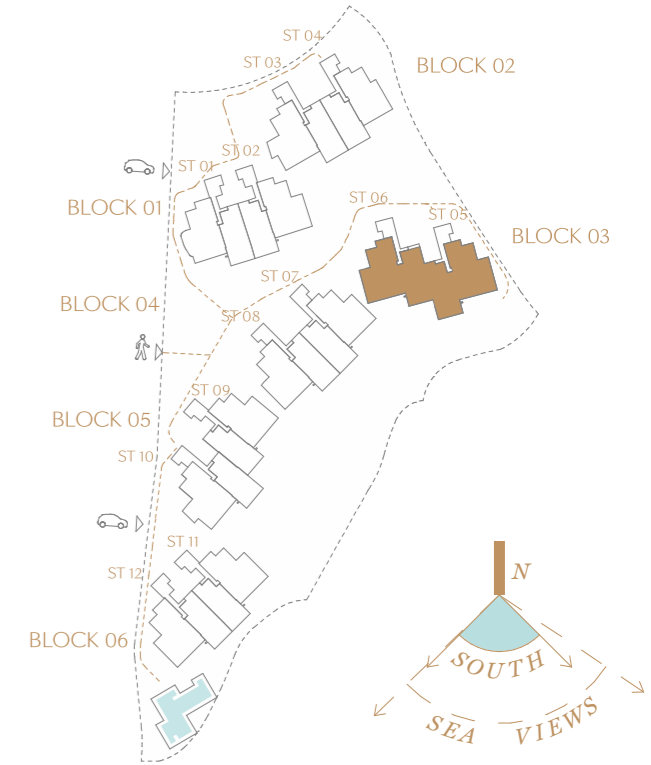 ST 04
ST 03
BLOCK 02
ST 02
ST 01
BLOCK 01
ST 06
ST 05
BLOCK 03
ST 07
BLOCK 04
ST 08
ST 09
BLOCK 05
ST 10
ST 11
ST 12
BLOCK 06
N
SOUTH
SEA VIEWS